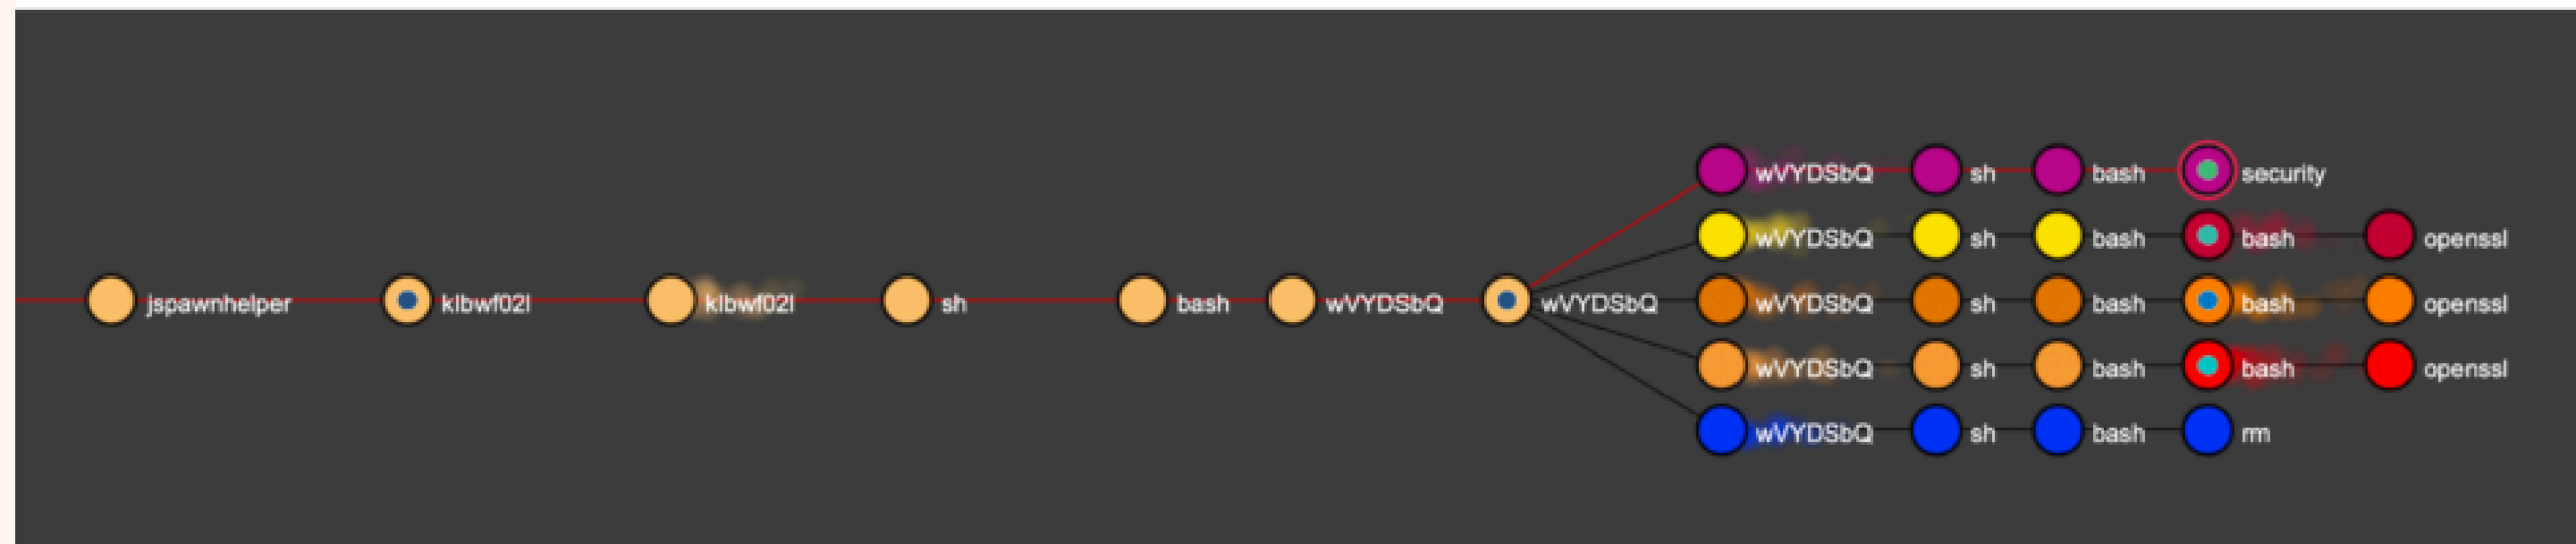 wVYDSbQ sh bash security
wVYDSbQ sh bash bash openssl
jspawnhelper klbwf02l klbwf02l sh bash wVYDSbQ wVYDSbQ wVYDSbQ sh bash bash openssl
wVYDSbQ sh bash bash openssl
wVYDSbQ sh bash rm